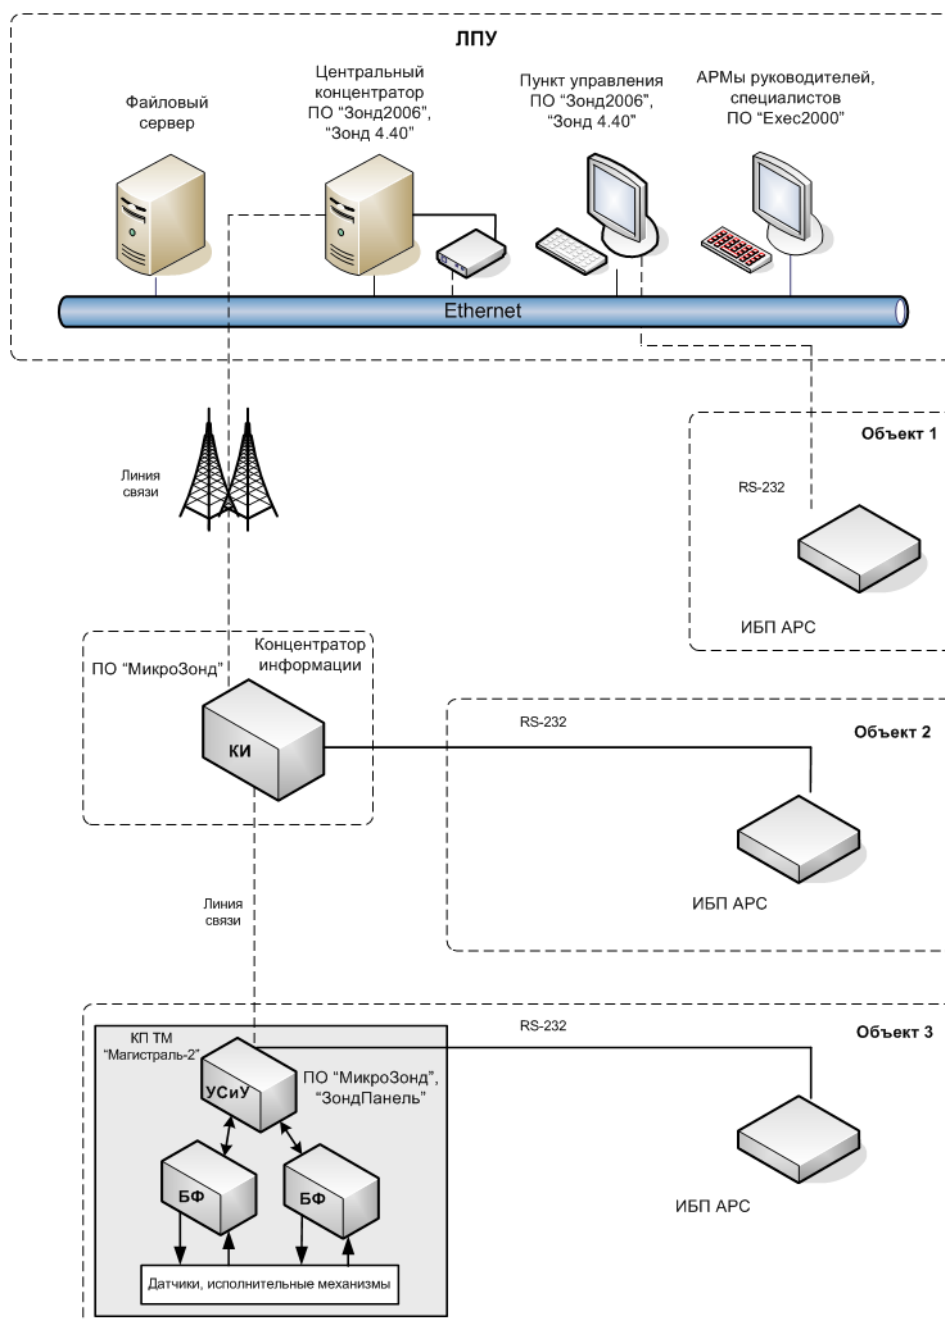 ЛПУ
Файловый
сервер
Центральный
концентратор
ПО “Зонд2006”,
“Зонд 4.40”
Пункт управления
ПО “Зонд2006”,
“Зонд 4.40”
АРМы руководителей,
специалистов
ПО “Exec2000”
Ethernet
Объект 1
RS-232
ИБП APC
Линия
связи
Концентратор
информации
ПО “МикроЗонд”
КИ
Объект 2
RS-232
ИБП APC
Линия
связи
Объект 3
RS-232
КП ТМ
“Магистраль-2”
УСиУ
ПО “МикроЗонд”,
“ЗондПанель”
БФ
БФ
ИБП APC
Датчики, исполнительные механизмы